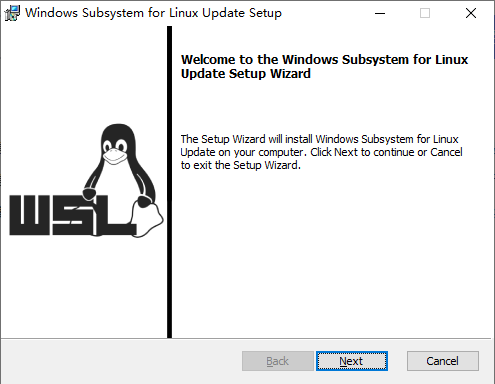 Windows Subsystem for Linux Update Setup
Welcome to the Windows Subsystem for Linux
Update Setup Wizard
The Setup Wizard will install Windows Subsystem for Linux
Update on your computer. Click Next to continue or Cancel
to exit the Setup Wizard.
WSL
Back Next Cancel